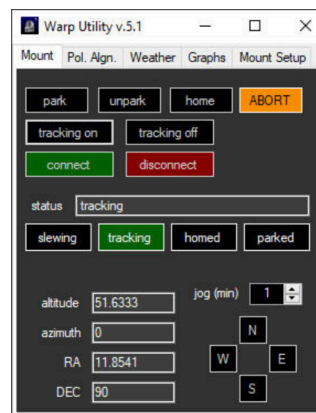 Warp Utility v.5.1
Mount Pol. Algn. Weather Graphs Mount Setup
park unpark home ABORT
tracking on tracking off
connect disconnect
status tracking
slewing tracking homed parked
altitude 51.6333 jog (min) 1
azimuth 0 N
RA 11.8541 W E
DEC 90 S